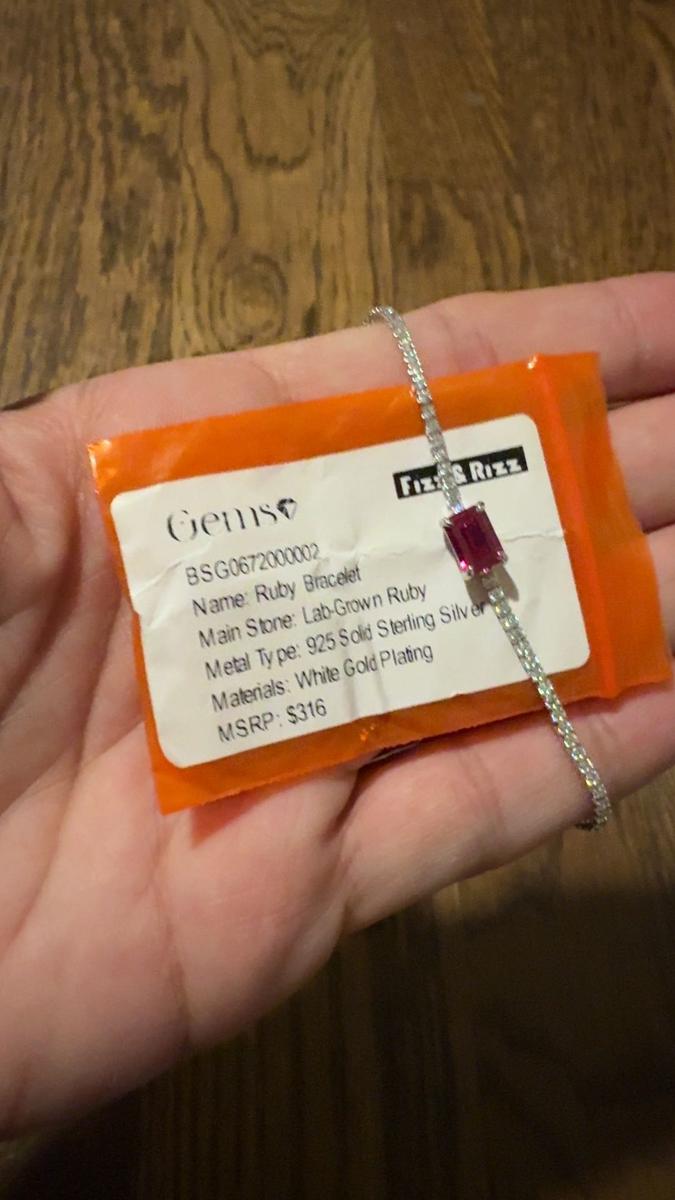 Gems
Fizz & Rizz
BSG0672000002
Name: Ruby Bracelet
Main Stone: Lab-Grown Ruby
Metal Type: 925 Solid Sterling Silver
Materials: White Gold Plating
MSRP: $316